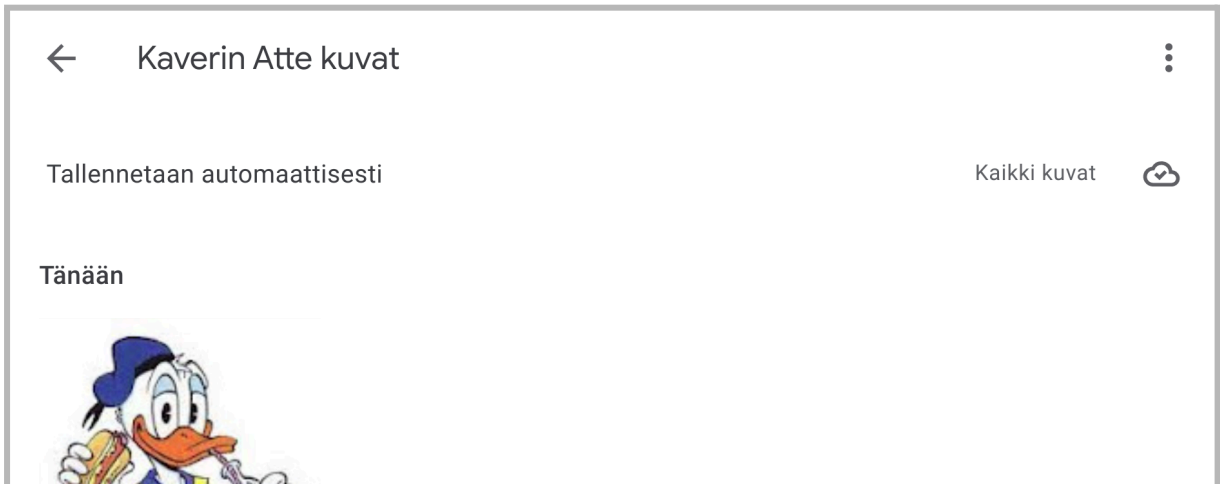 Kaverin Atte kuvat
Tallennetaan automaattisesti
Kaikki kuvat
Tänään